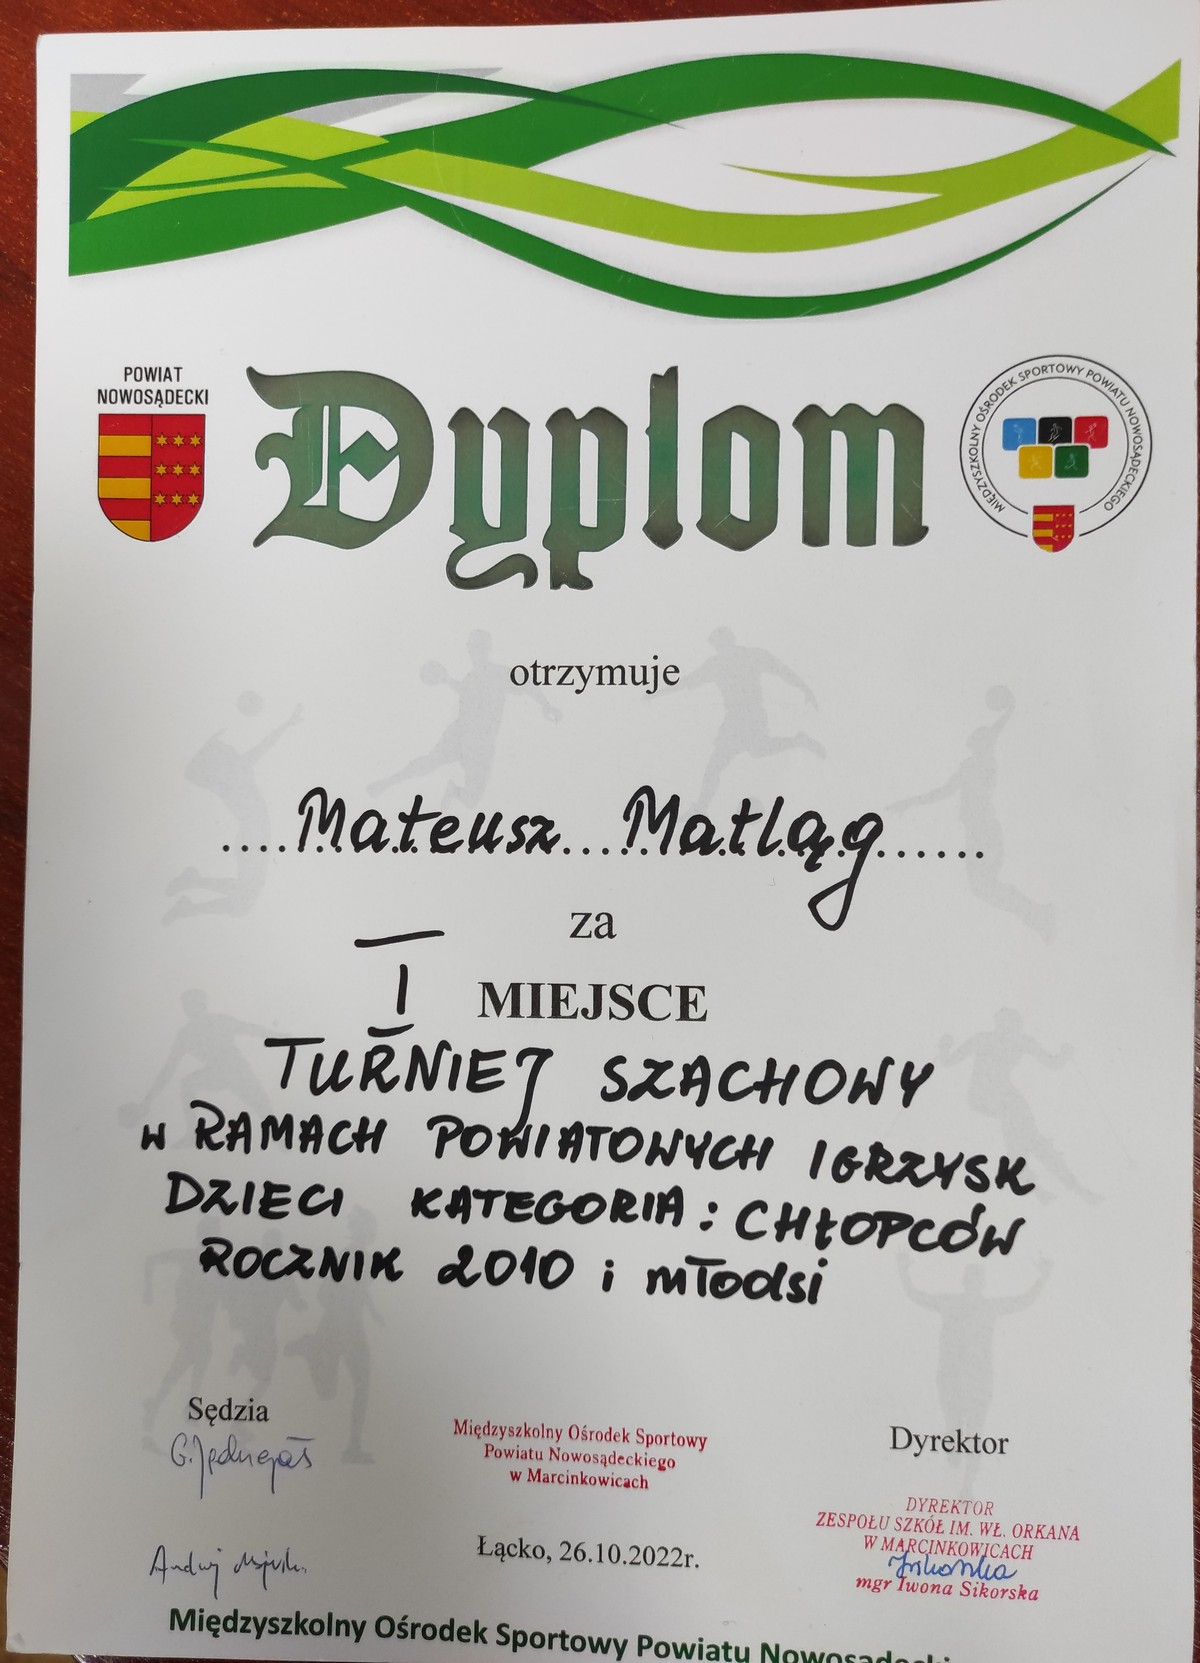 POWIAT
NOWOSĄDECKI
Dyplom
MIĘDZYSZKOLNY OŚRODEK SPORTOWY POWIATU NOWOSĄDECKIEGO
otrzymuje
....Mateusz....Matląg......
za
I MIEJSCE
TURNIEJ SZACHOWY
w RAMACH POWIATOWYCH IGRZYSK
DZIECI KATEGORIA: CHŁOPCÓW
ROCZNIK 2010 i młodsi
Sędzia
Międzyszkolny Ośrodek Sportowy
Powiatu Nowosądeckiego
w Marcinkowicach
Dyrektor
DYREKTOR
ZESPOŁU SZKÓŁ IM. WŁ. ORKANA
W MARCINKOWICACH
mgr Iwona Sikorska
Łącko, 26.10.2022r.
Międzyszkolny Ośrodek Sportowy Powiatu